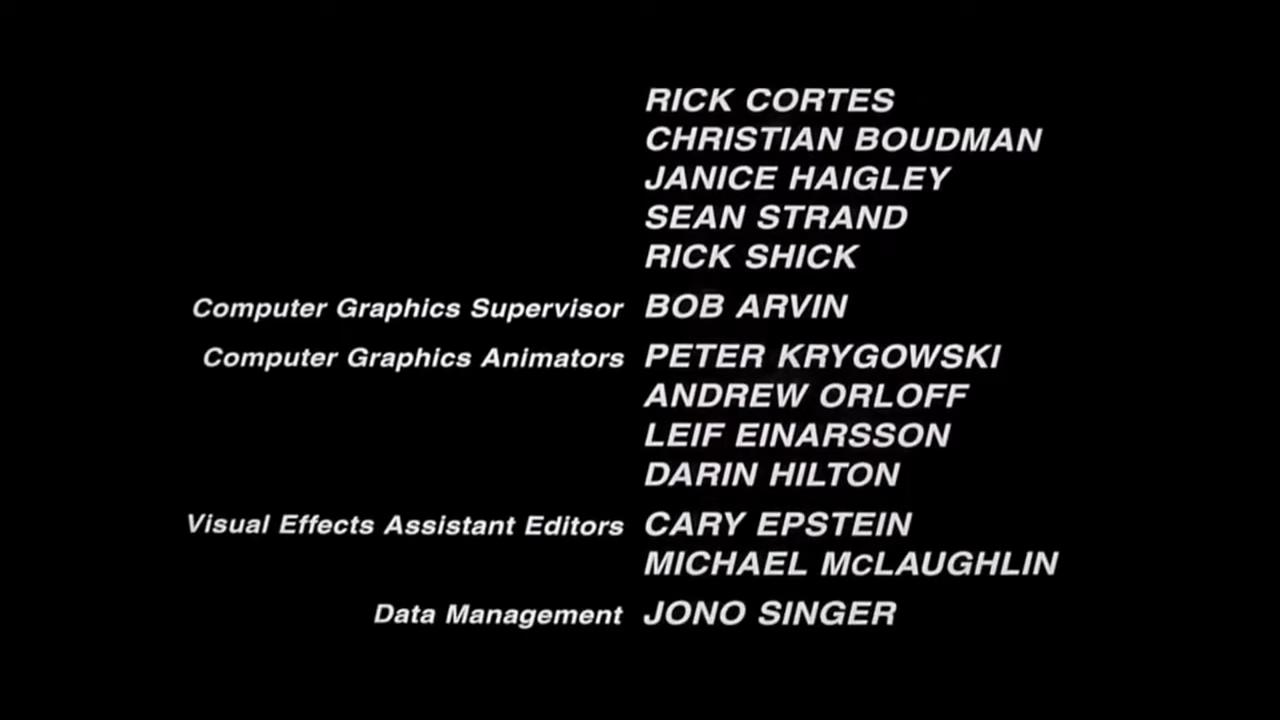 RICK CORTES
CHRISTIAN BOUDMAN
JANICE HAIGLEY
SEAN STRAND
RICK SHICK
Computer Graphics Supervisor BOB ARVIN
Computer Graphics Animators PETER KRYGOWSKI
ANDREW ORLOFF
LEIF EINARSSON
DARIN HILTON
Visual Effects Assistant Editors CARY EPSTEIN
MICHAEL McLAUGHLIN
Data Management JONO SINGER